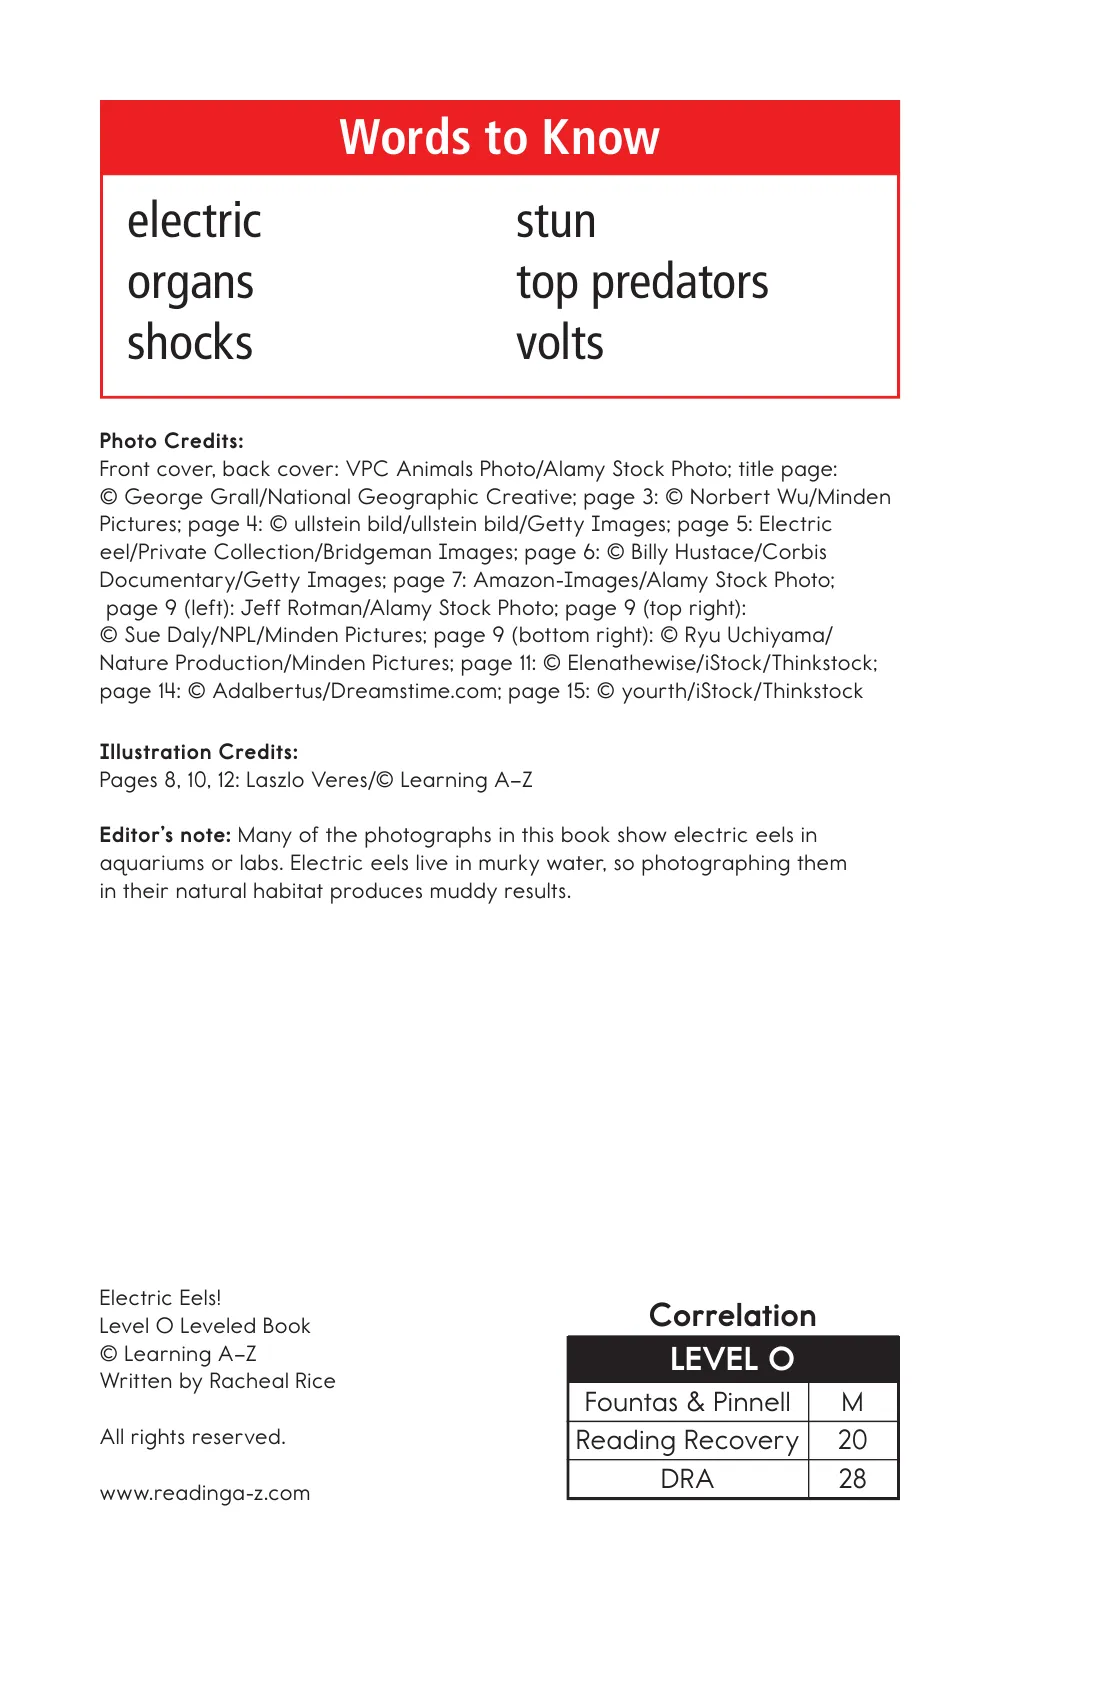 Words to Know
electric
organs
shocks
stun
top predators
volts
Photo Credits:
Front cover, back cover: VPC Animals Photo/Alamy Stock Photo; title page:
© George Grall/National Geographic Creative; page 3: © Norbert Wu/Minden
Pictures; page 4: © ullstein bild/ullstein bild/Getty Images; page 5: Electric
eel/Private Collection/Bridgeman Images; page 6: © Billy Hustace/Corbis
Documentary/Getty Images; page 7: Amazon-Images/Alamy Stock Photo;
page 9 (left): Jeff Rotman/Alamy Stock Photo; page 9 (top right):
© Sue Daly/NPL/Minden Pictures; page 9 (bottom right): © Ryu Uchiyama/
Nature Production/Minden Pictures; page 11: © Elenathewise/iStock/Thinkstock;
page 14: © Adalbertus/Dreamstime.com; page 15: © yourth/iStock/Thinkstock
Illustration Credits:
Pages 8, 10, 12: Laszlo Veres/© Learning A–Z
Editor's note: Many of the photographs in this book show electric eels in
aquariums or labs. Electric eels live in murky water, so photographing them
in their natural habitat produces muddy results.
Electric Eels!
Level O Leveled Book
© Learning A–Z
Written by Racheal Rice
All rights reserved.
www.readinga-z.com
Correlation
LEVEL O
Fountas & Pinnell M
Reading Recovery 20
DRA 28